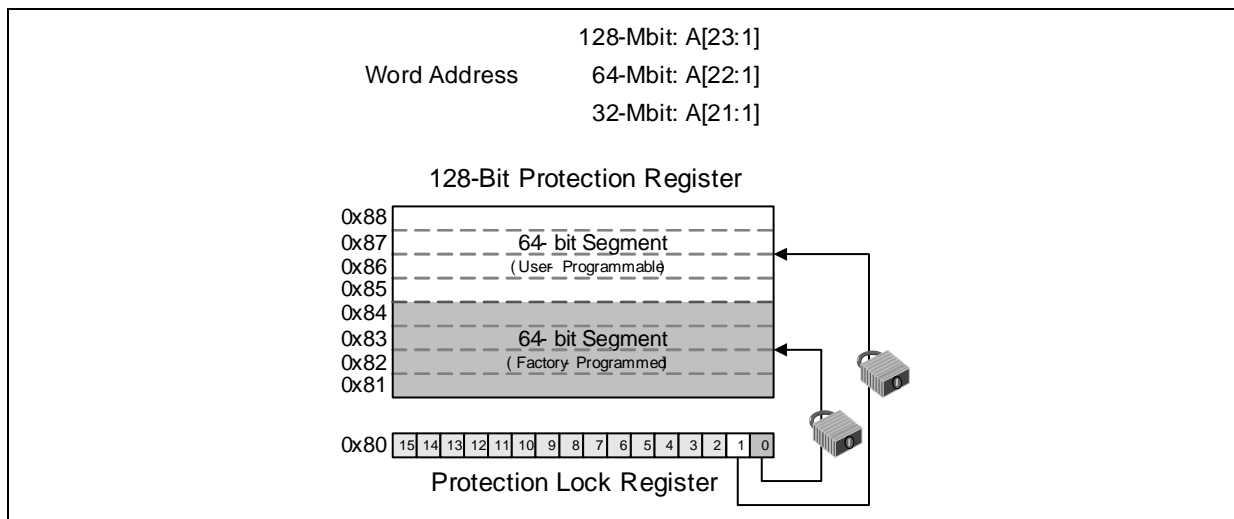 128-Mbit: A[23:1]
Word Address 64-Mbit: A[22:1]
32-Mbit: A[21:1]
128-Bit Protection Register
0x88
0x87 64- bit Segment
0x86 (User- Programmable)
0x85
0x84
0x83 64- bit Segment
0x82 (Factory- Programmed)
0x81
0x80 15 14 13 12 11 10 9 8 7 6 5 4 3 2 1 0
Protection Lock Register